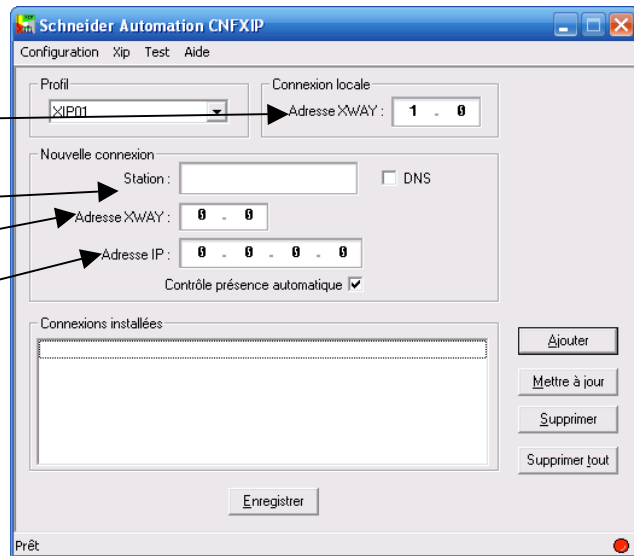 Schneider Automation CNFXIP
Configuration Xip Test Aide
Profil
XIP01
Connexion locale
Adresse XWAY : 1 . 0
Nouvelle connexion
Station :
DNS
Adresse XWAY : 0 . 0
Adresse IP : 0 . 0 . 0 . 0
Contrôle présence automatique
Connexions installées
Ajouter
Mettre à jour
Supprimer
Supprimer tout
Enregistrer
Prêt